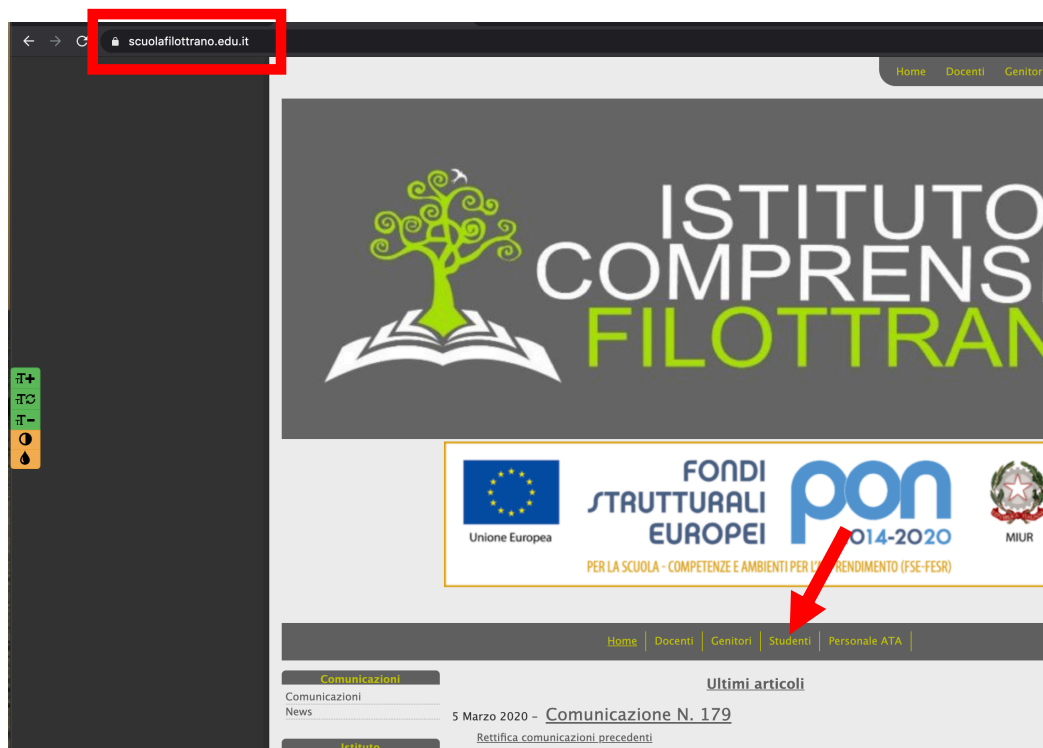 scuolafilottrano.edu.it
Home Docenti Genitor
ISTITUTO
COMPRENS
FILOTTRAN
FONDI
STRUTTURALI
EUROPEI
pon
014-2020
Unione Europea
MIUR
PER LA SCUOLA - COMPETENZE E AMBIENTI PER L' RENDIMENTO (FSE-FESR)
Home Docenti Genitori Studenti Personale ATA
Comunicazioni
Comunicazioni
News
Istituto
Ultimi articoli
5 Marzo 2020 - Comunicazione N. 179
Rettifica comunicazioni precedenti